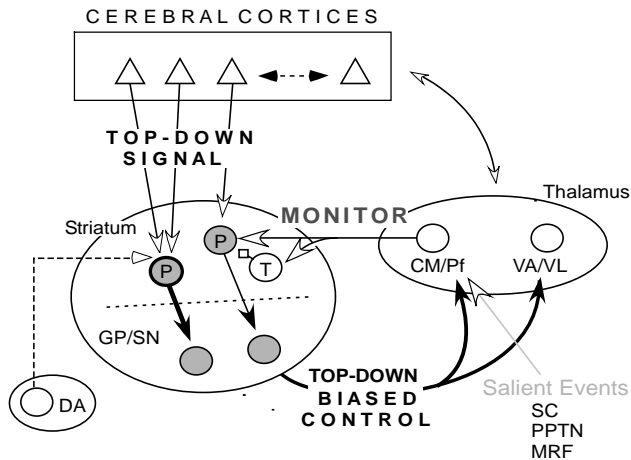 CEREBRAL CORTICES
TOP-DOWN
SIGNAL
Thalamus
MONITOR
Striatum
P
P
T
CM/Pf
VA/VL
GP/SN
TOP-DOWN
BIASED
CONTROL
Salient Events
SC
PPTN
MRF
DA